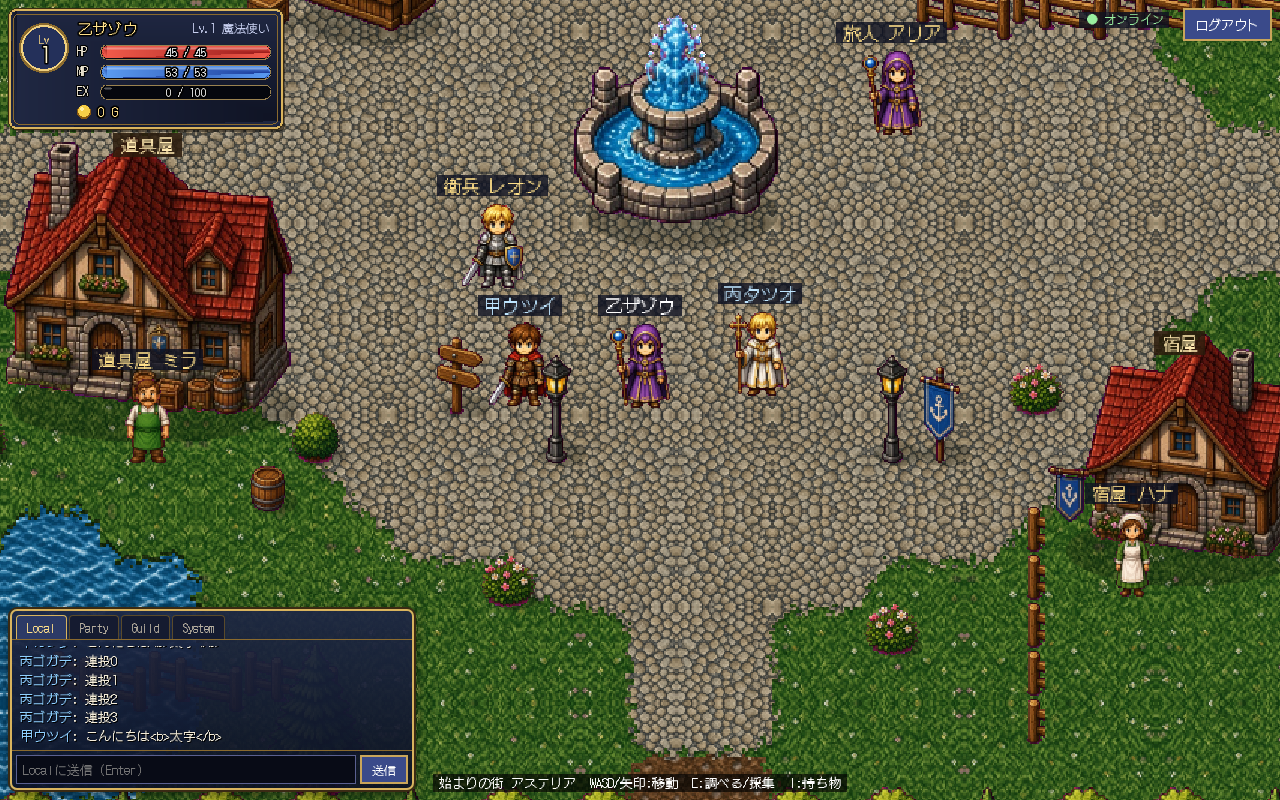 乙ザゾウ Lv.1 魔法使い
Lv 1
HP 45 / 45
MP 53 / 53
EX 0 / 100
0 G
オンライン
ログアウト
旅人 アリア
道具屋
衛兵 レオン
甲ウツイ
乙ザゾウ
丙タツオ
道具屋 ミラ
宿屋
宿屋 ハナ
Local Party Guild System
丙ゴガデ: 連投0
丙ゴガデ: 連投1
丙ゴガデ: 連投2
丙ゴガデ: 連投3
甲ウツイ: こんにちは<b>太字</b>
Localに送信 (Enter)
送信
始まりの街 アステリア WASD/矢印:移動 E:調べる/採集 I:持ち物